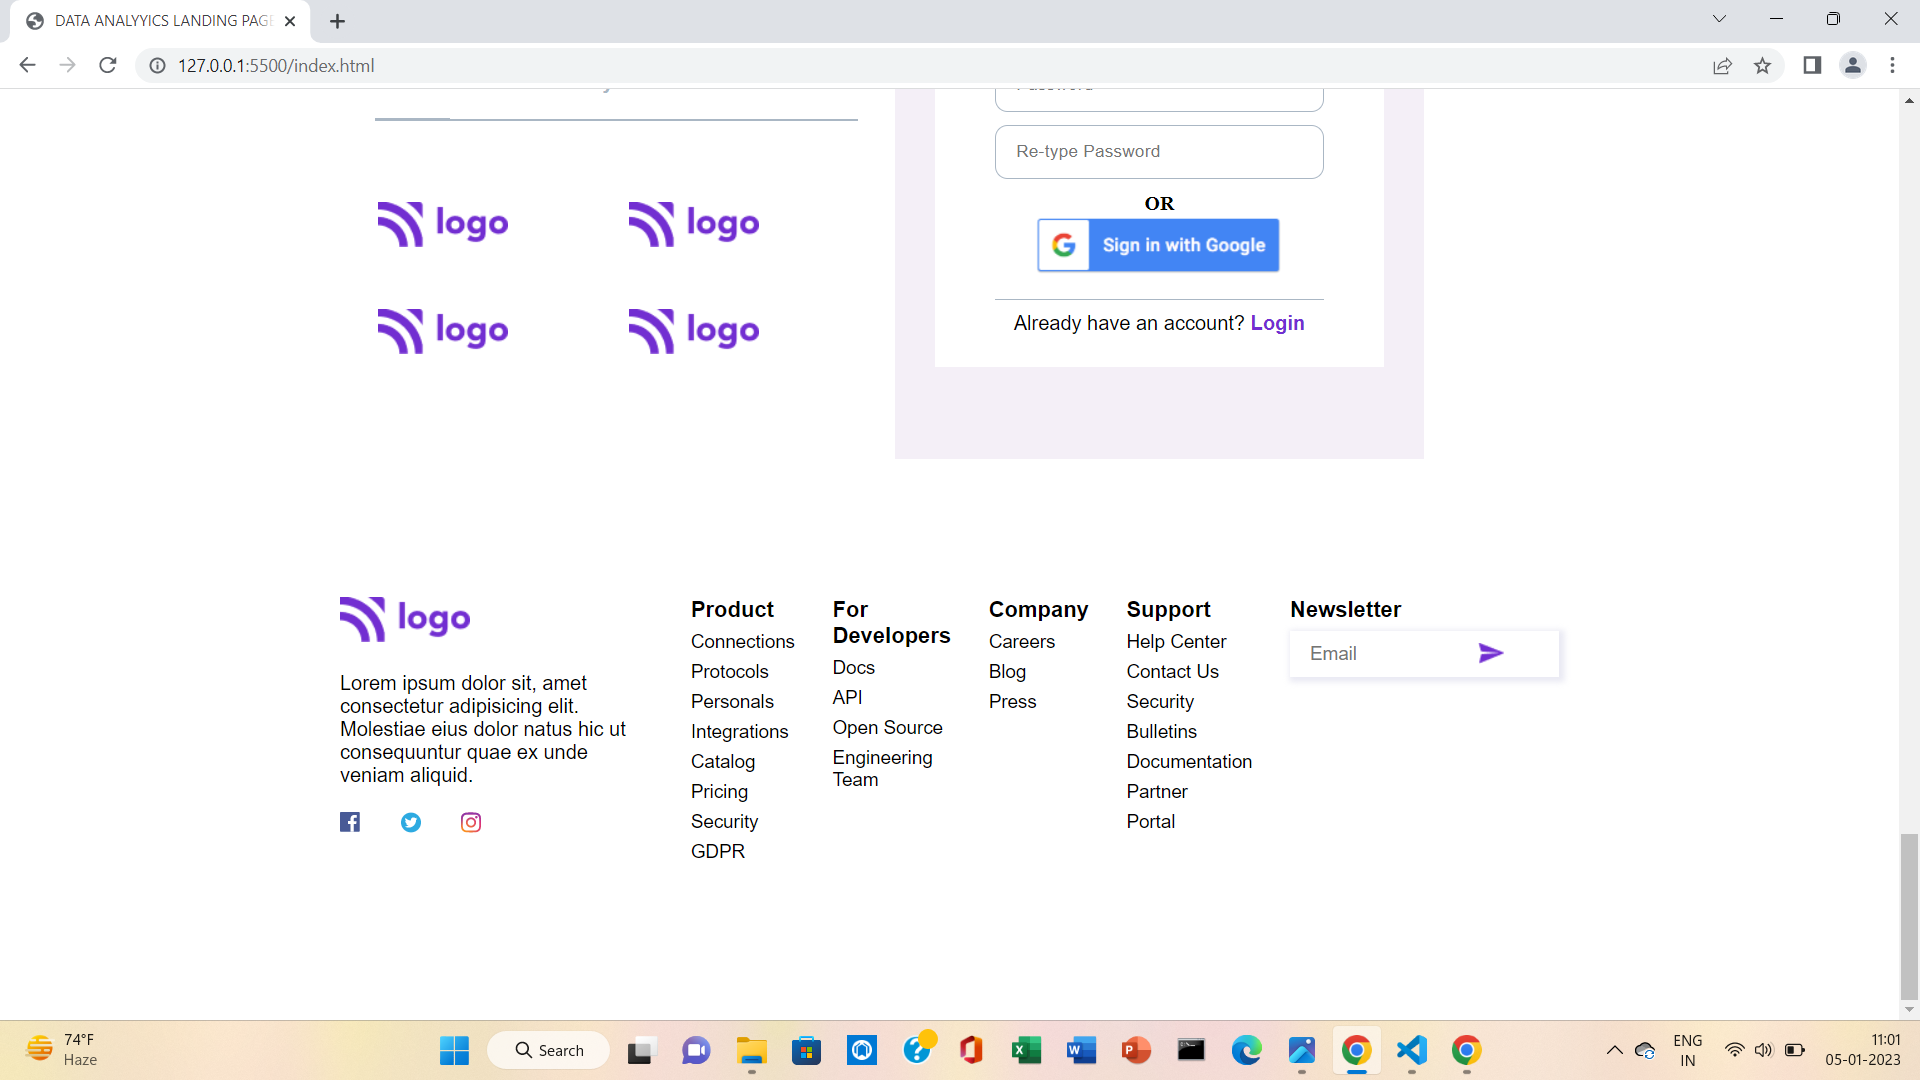 DATA ANALYYICS LANDING PAGE
127.0.0.1:5500/index.html
Re-type Password
OR
Sign in with Google
Already have an account? Login
logo
logo
logo
logo
logo
Lorem ipsum dolor sit, amet
consectetur adipisicing elit.
Molestiae eius dolor natus hic ut
consequuntur quae ex unde
veniam aliquid.
Product
Connections
Protocols
Personals
Integrations
Catalog
Pricing
Security
GDPR
For
Developers
Docs
API
Open Source
Engineering
Team
Company
Careers
Blog
Press
Support
Help Center
Contact Us
Security
Bulletins
Documentation
Partner
Portal
Newsletter
Email
74°F
Haze
Search
ENG
IN
11:01
05-01-2023